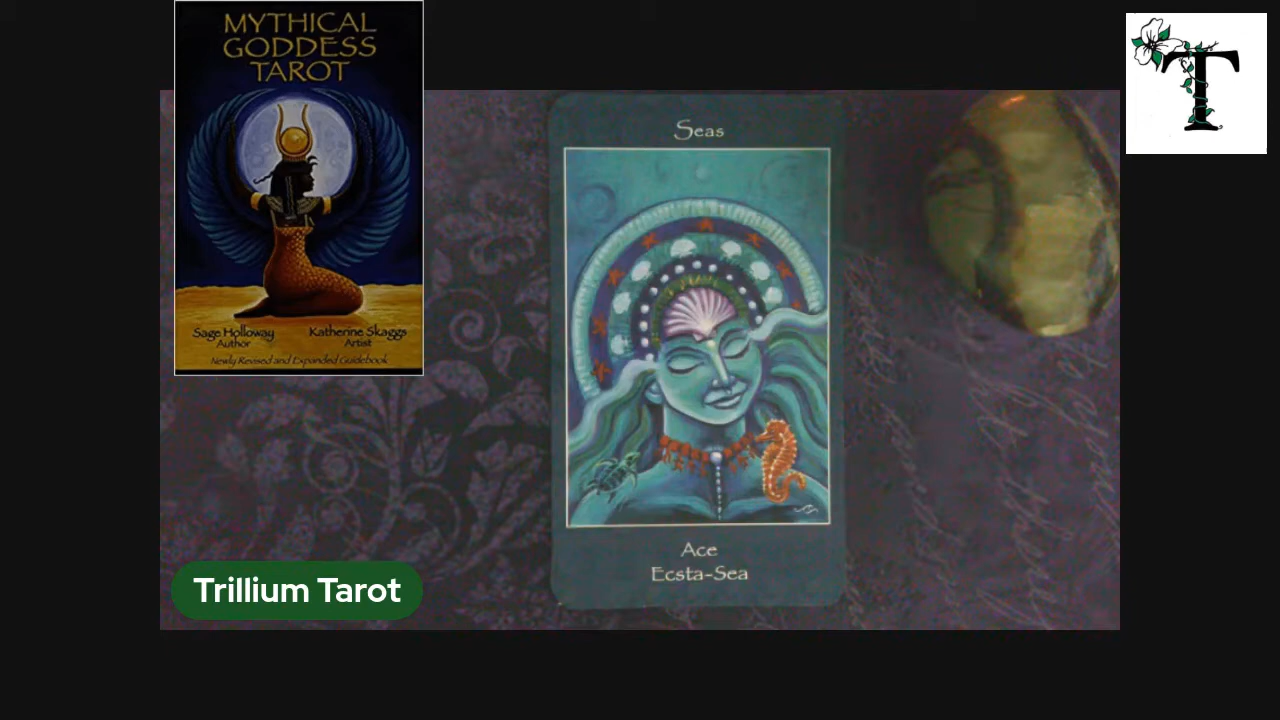 MYTHICAL
GODDESS
TAROT
Sage Holloway
Author
Katherine Skaggs
Artist
Newly Revised and Expanded Guidebook
Trillium Tarot
Seas
Ace
Ecsta-Sea
T